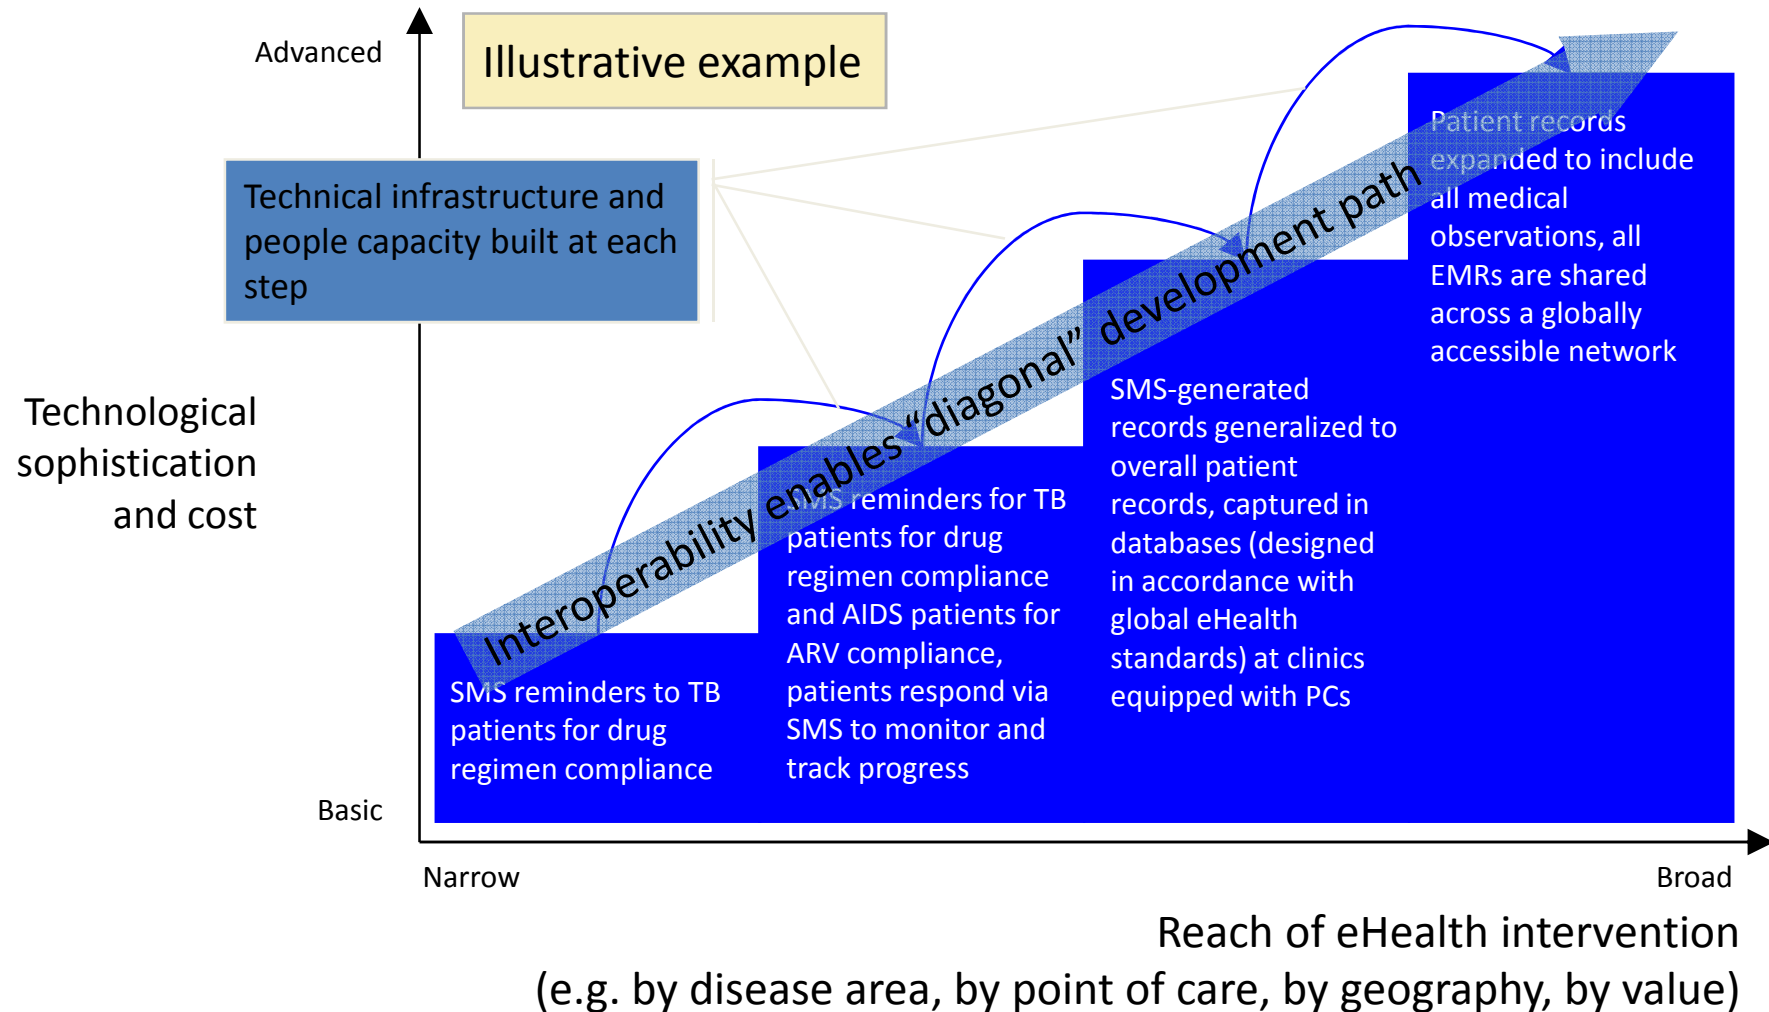 Advanced
Illustrative example
Technical infrastructure and
people capacity built at each
step
Technological
sophistication
and cost
Basic
Interoperability enables “diagonal” development path
SMS reminders to TB
patients for drug
regimen compliance
SMS reminders for TB
patients for drug
regimen compliance
and AIDS patients for
ARV compliance,
patients respond via
SMS to monitor and
track progress
SMS-generated
records generalized to
overall patient
records, captured in
databases (designed
in accordance with
global eHealth
standards) at clinics
equipped with PCs
Patient records
expanded to include
all medical
observations, all
EMRs are shared
across a globally
accessible network
Narrow
Broad
Reach of eHealth intervention
(e.g. by disease area, by point of care, by geography, by value)